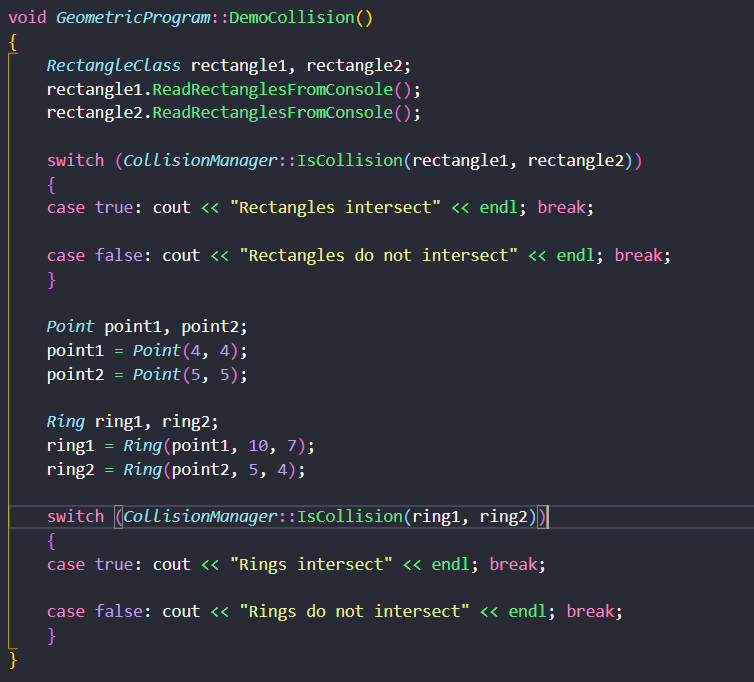 void GeometricProgram::DemoCollision()
{
    RectangleClass rectangle1, rectangle2;
    rectangle1.ReadRectanglesFromConsole();
    rectangle2.ReadRectanglesFromConsole();

    switch (CollisionManager::IsCollision(rectangle1, rectangle2))
    {
    case true: cout << "Rectangles intersect" << endl; break;

    case false: cout << "Rectangles do not intersect" << endl; break;
    }

    Point point1, point2;
    point1 = Point(4, 4);
    point2 = Point(5, 5);

    Ring ring1, ring2;
    ring1 = Ring(point1, 10, 7);
    ring2 = Ring(point2, 5, 4);

    switch (CollisionManager::IsCollision(ring1, ring2))
    {
    case true: cout << "Rings intersect" << endl; break;

    case false: cout << "Rings do not intersect" << endl; break;
    }
}